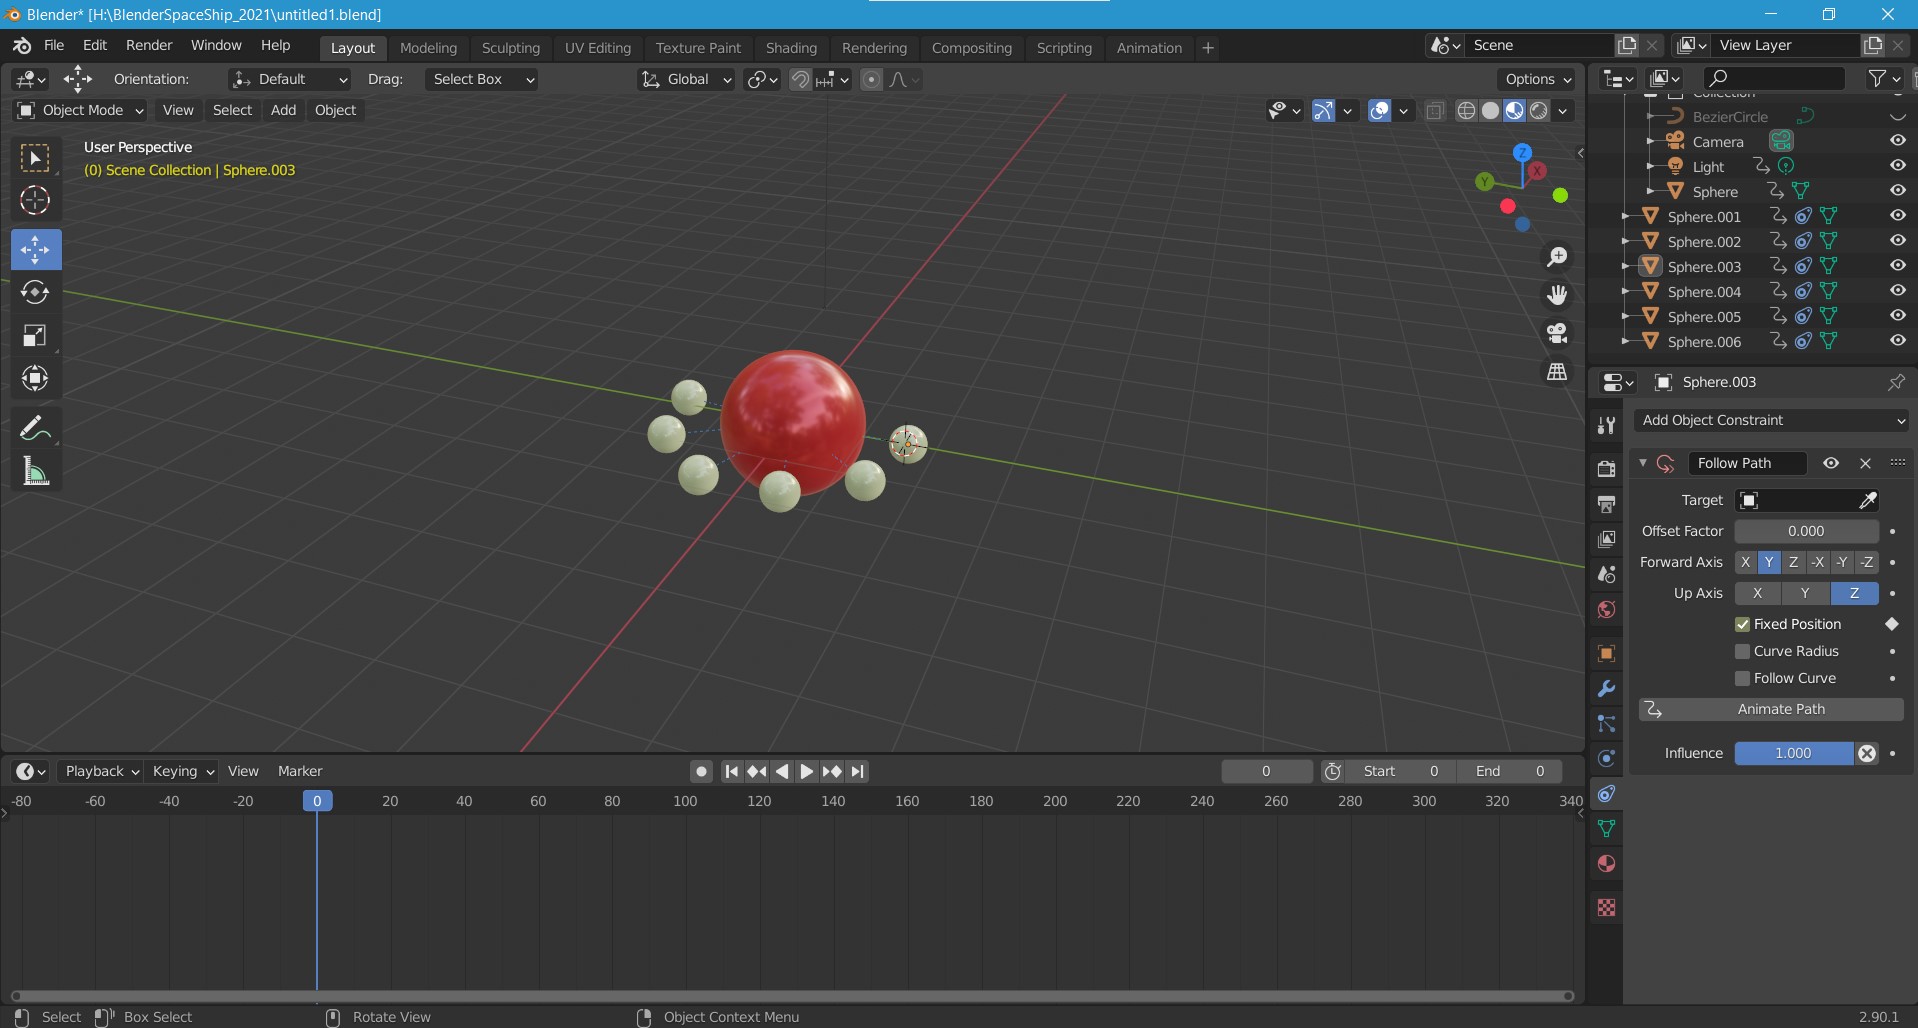 Blender* [H:\BlenderSpaceShip_2021\untitled1.blend]
File Edit Render Window Help Layout Modeling Sculpting UV Editing Texture Paint Shading Rendering Compositing Scripting Animation + Scene View Layer
Orientation: Default Drag: Select Box Global Options
Object Mode View Select Add Object
User Perspective
(0) Scene Collection | Sphere.003
Z
X
Y
Collection
BezierCircle
Camera
Light
Sphere
Sphere.001
Sphere.002
Sphere.003
Sphere.004
Sphere.005
Sphere.006
Sphere.003
Add Object Constraint
Follow Path
Target
Offset Factor 0.000
Forward Axis X Y Z -X -Y -Z
Up Axis X Y Z
Fixed Position
Curve Radius
Follow Curve
Animate Path
Influence 1.000
Playback Keying View Marker 0 Start 0 End 0
-80 -60 -40 -20 0 20 40 60 80 100 120 140 160 180 200 220 240 260 280 300 320 340
Select Box Select Rotate View Object Context Menu 2.90.1